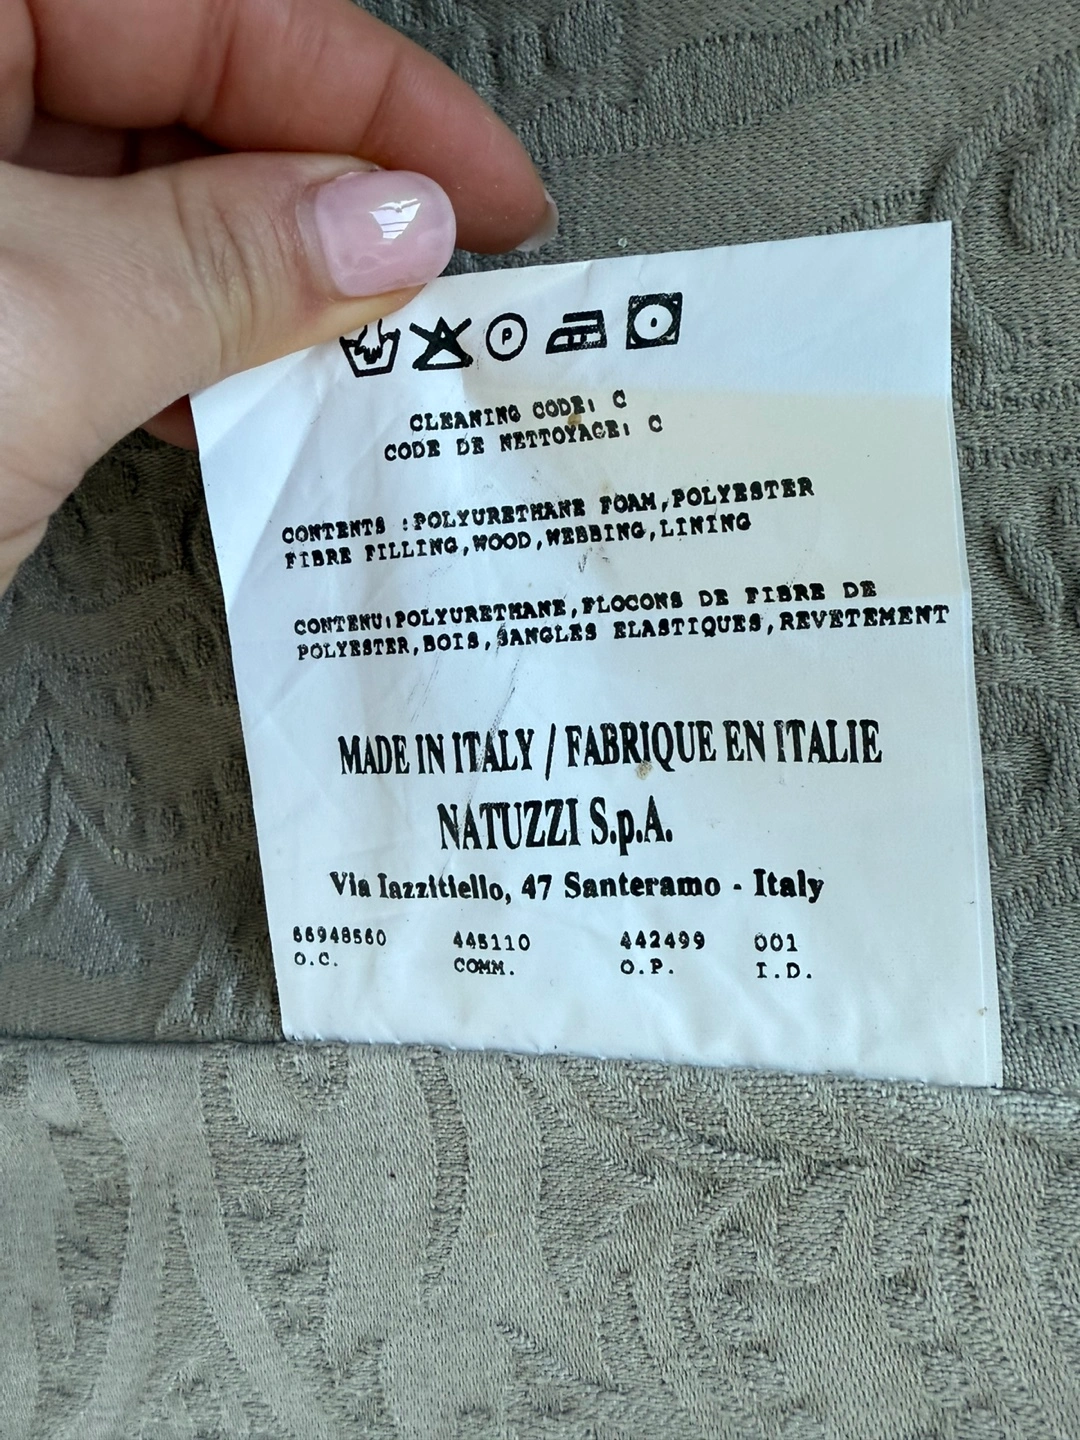 P
CLEANING CODE: C
CODE DE NETTOYAGE: C
CONTENTS :POLYURETHANE FOAM,POLYESTER
FIBRE FILLING,WOOD,WEBBING,LINING
CONTENU:POLYURETHANE,FLOCONS DE FIBRE DE
POLYESTER,BOIS,SANGLES ELASTIQUES,REVETEMENT
MADE IN ITALY / FABRIQUE EN ITALIE
NATUZZI S.p.A.
Via Iazzitiello, 47 Santeramo - Italy
66948560 445110 442499 001
O.C. COMM. O.P. I.D.